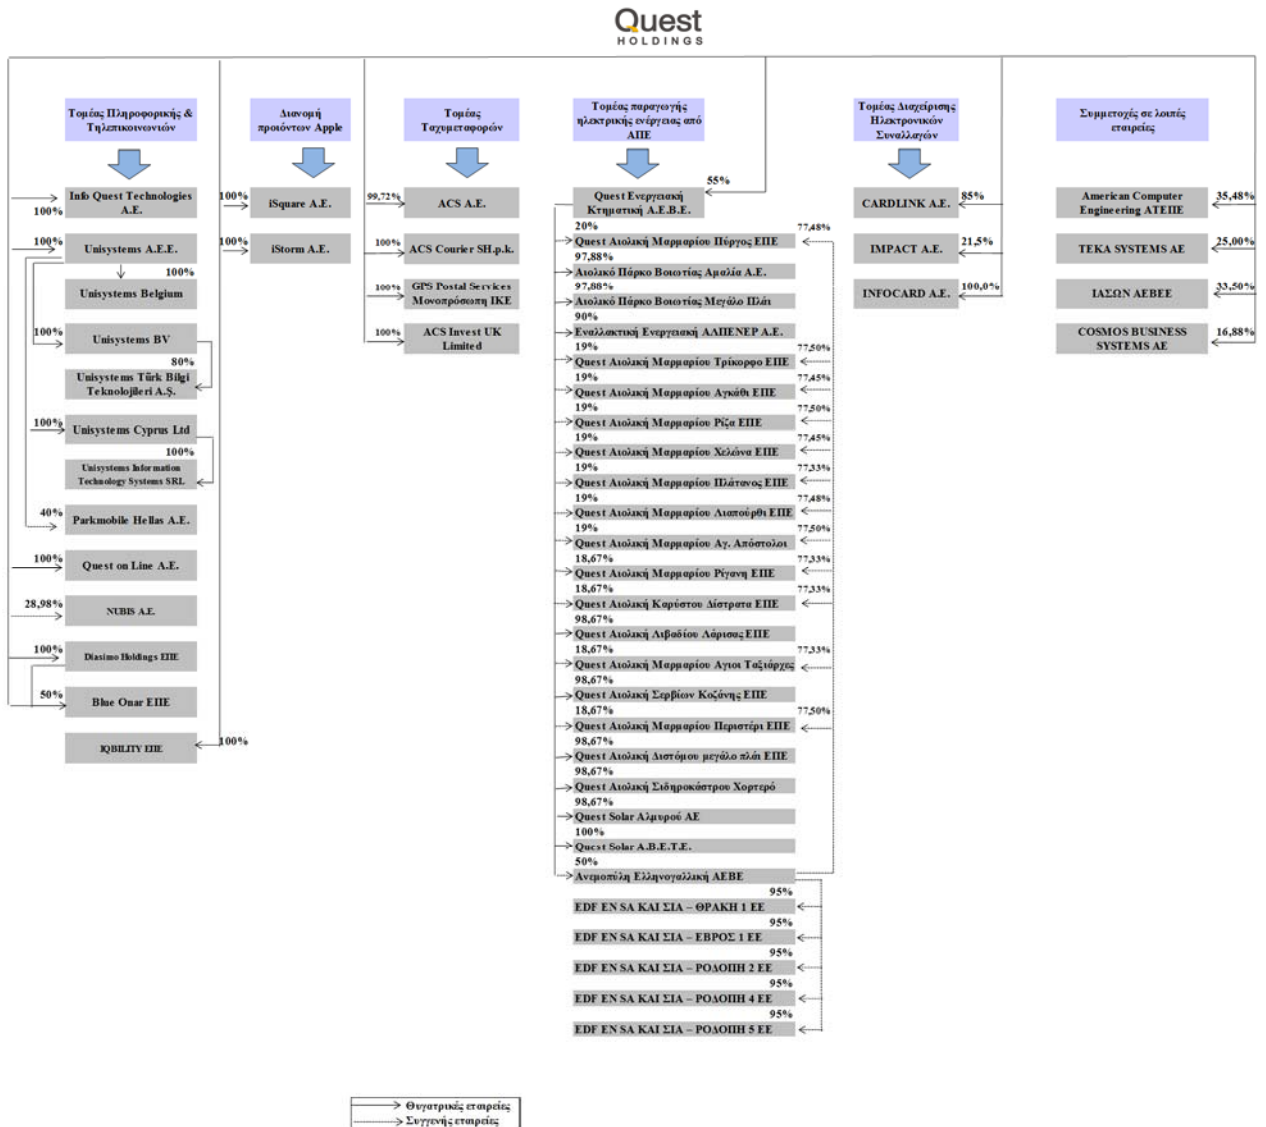 Quest
HOLDINGS
Τομέας Πληροφορικής &
Τηλεπικοινωνιών
100%
Info Quest Technologies
Α.Ε.
100%
Unisystems Α.Ε.Ε.
100%
Unisystems Belgium
100%
Unisystems BV
80%
Unisystems Türk Bilgi
Teknolojileri A.Ş.
100%
Unisystems Cyprus Ltd
100%
Unisystems Information
Technology Systems SRL
40%
Parkmobile Hellas Α.Ε.
100%
Quest on Line Α.Ε.
28,98%
NUBIS Α.Ε.
100%
Diasimo Holdings ΕΠΕ
50%
Blue Onar ΕΠΕ
IQBILITY ΕΠΕ
100%
Διανομή
προιόντων Apple
100%
iSquare Α.Ε.
100%
iStorm Α.Ε.
Τομέας
Ταχυμεταφορών
99,72%
ACS Α.Ε.
100%
ACS Courier SH.p.k.
100%
GPS Postal Services
Μονοπρόσωπη ΙΚΕ
100%
ACS Invest UK
Limited
Τομέας παραγωγής
ηλεκτρικής ενέργειας από
ΑΠΕ
55%
Quest Ενεργειακή
Κτηματική Α.Ε.Β.Ε.
20% 77,48%
Quest Αιολική Μαρμαρίου Πύργος ΕΠΕ
97,88%
Αιολικό Πάρκο Βοιωτίας Αμαλία Α.Ε.
97,88%
Αιολικό Πάρκο Βοιωτίας Μεγάλο Πλάι
90%
Εναλλακτική Ενεργειακή ΑΛΠΕΝΕΡ Α.Ε.
19% 77,50%
Quest Αιολική Μαρμαρίου Τρίκορφο ΕΠΕ
19% 77,45%
Quest Αιολική Μαρμαρίου Αγκάθι ΕΠΕ
19% 77,50%
Quest Αιολική Μαρμαρίου Ρίζα ΕΠΕ
19% 77,45%
Quest Αιολική Μαρμαρίου Χελώνα ΕΠΕ
19% 77,33%
Quest Αιολική Μαρμαρίου Πλάτανος ΕΠΕ
19% 77,48%
Quest Αιολική Μαρμαρίου Λιαπούρθι ΕΠΕ
19% 77,50%
Quest Αιολική Μαρμαρίου Αγ. Απόστολοι
18,67% 77,33%
Quest Αιολική Μαρμαρίου Ρίγανη ΕΠΕ
18,67% 77,33%
Quest Αιολική Καρύστου Δίστρατα ΕΠΕ
98,67%
Quest Αιολική Λιβαδίου Λάρισας ΕΠΕ
18,67% 77,33%
Quest Αιολική Μαρμαρίου Αγιοι Ταξιάρχες
98,67%
Quest Αιολική Σερβίων Κοζάνης ΕΠΕ
18,67% 77,50%
Quest Αιολική Μαρμαρίου Περιστέρι ΕΠΕ
98,67%
Quest Αιολική Διστόμου μεγάλο πλάι ΕΠΕ
98,67%
Quest Αιολική Σιδηροκάστρου Χορτερό
98,67%
Quest Solar Αλμυρού ΑΕ
100%
Quest Solar Α.Β.Ε.Τ.Ε.
50%
Ανεμοπύλη Ελληνογαλλική ΑΕΒΕ
95%
EDF EN SA ΚΑΙ ΣΙΑ – ΘΡΑΚΗ 1 ΕΕ
95%
EDF EN SA ΚΑΙ ΣΙΑ – ΕΒΡΟΣ 1 ΕΕ
95%
EDF EN SA ΚΑΙ ΣΙΑ – ΡΟΔΟΠΗ 2 ΕΕ
95%
EDF EN SA ΚΑΙ ΣΙΑ – ΡΟΔΟΠΗ 4 ΕΕ
95%
EDF EN SA ΚΑΙ ΣΙΑ – ΡΟΔΟΠΗ 5 ΕΕ
Τομέας Διαχείρισης
Ηλεκτρονικών
Συναλλαγών
CARDLINK Α.Ε. 85%
IMPACT Α.Ε. 21,5%
INFOCARD Α.Ε. 100,0%
Συμμετοχές σε λοιπές
εταιρείες
American Computer
Engineering ΑΤΕΠΕ
35,48%
TEKA SYSTEMS ΑΕ 25,00%
ΙΑΣΩΝ ΑΕΒΕΕ 33,50%
COSMOS BUSINESS
SYSTEMS ΑΕ
16,88%
Θυγατρικές εταιρείες
Συγγενής εταιρείες